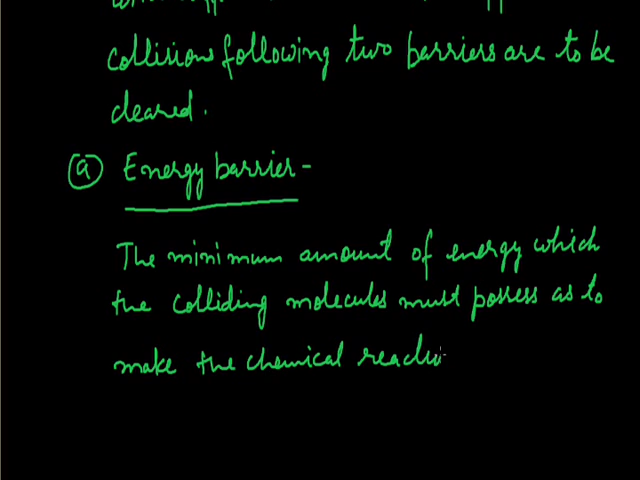 collision following two barriers are to be
cleared.
(a) Energy barrier -
The minimum amount of energy which
the colliding molecules must possess as to
make the chemical reacti